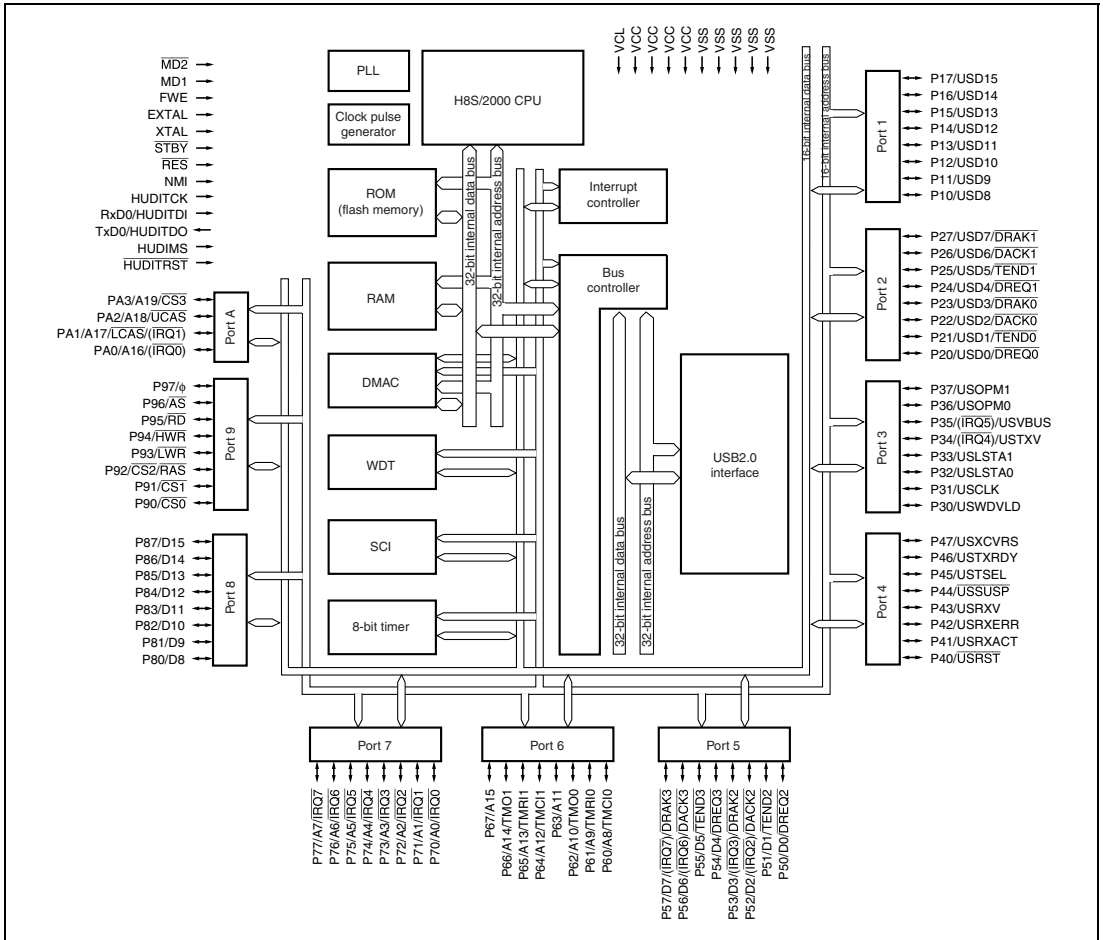 MD2
MD1
FWE
EXTAL
XTAL
STBY
RES
NMI
HUDITCK
RxD0/HUDITDI
TxD0/HUDITDO
HUDIMS
HUDITRST
PA3/A19/CS3
PA2/A18/UCAS
PA1/A17/LCAS/(IRQ1)
PA0/A16/(IRQ0)
Port A
P97/ϕ
P96/AS
P95/RD
P94/HWR
P93/LWR
P92/CS2/RAS
P91/CS1
P90/CS0
Port 9
P87/D15
P86/D14
P85/D13
P84/D12
P83/D11
P82/D10
P81/D9
P80/D8
Port 8
PLL
Clock pulse
generator
H8S/2000 CPU
ROM
(flash memory)
RAM
DMAC
WDT
SCI
8-bit timer
32-bit internal data bus
32-bit internal address bus
Interrupt
controller
Bus
controller
32-bit internal data bus
32-bit internal address bus
USB2.0
interface
VCL
VCC
VCC
VCC
VCC
VSS
VSS
VSS
VSS
VSS
16-bit internal data bus
16-bit internal address bus
Port 1
P17/USD15
P16/USD14
P15/USD13
P14/USD12
P13/USD11
P12/USD10
P11/USD9
P10/USD8
Port 2
P27/USD7/DRAK1
P26/USD6/DACK1
P25/USD5/TEND1
P24/USD4/DREQ1
P23/USD3/DRAK0
P22/USD2/DACK0
P21/USD1/TEND0
P20/USD0/DREQ0
Port 3
P37/USOPM1
P36/USOPM0
P35/(IRQ5)/USVBUS
P34/(IRQ4)/USTXV
P33/USLSTA1
P32/USLSTA0
P31/USCLK
P30/USWDVLD
Port 4
P47/USXCVRS
P46/USTXRDY
P45/USTSEL
P44/USSUSP
P43/USRXV
P42/USRXERR
P41/USRXACT
P40/USRST
Port 7
P77/A7/IRQ7
P76/A6/IRQ6
P75/A5/IRQ5
P74/A4/IRQ4
P73/A3/IRQ3
P72/A2/IRQ2
P71/A1/IRQ1
P70/A0/IRQ0
Port 6
P67/A15
P66/A14/TMO1
P65/A13/TMRI1
P64/A12/TMCI1
P63/A11
P62/A10/TMO0
P61/A19/TMRI0
P60/A8/TMCI0
Port 5
P57/D7/(IRQ7)/DRAK3
P56/D6/(IRQ6)/DACK3
P55/D5/TEND3
P54/D4/DREQ3
P53/D3/(IRQ3)/DRAK2
P52/D2/(IRQ2)/DACK2
P51/D1/TEND2
P50/D0/DREQ2